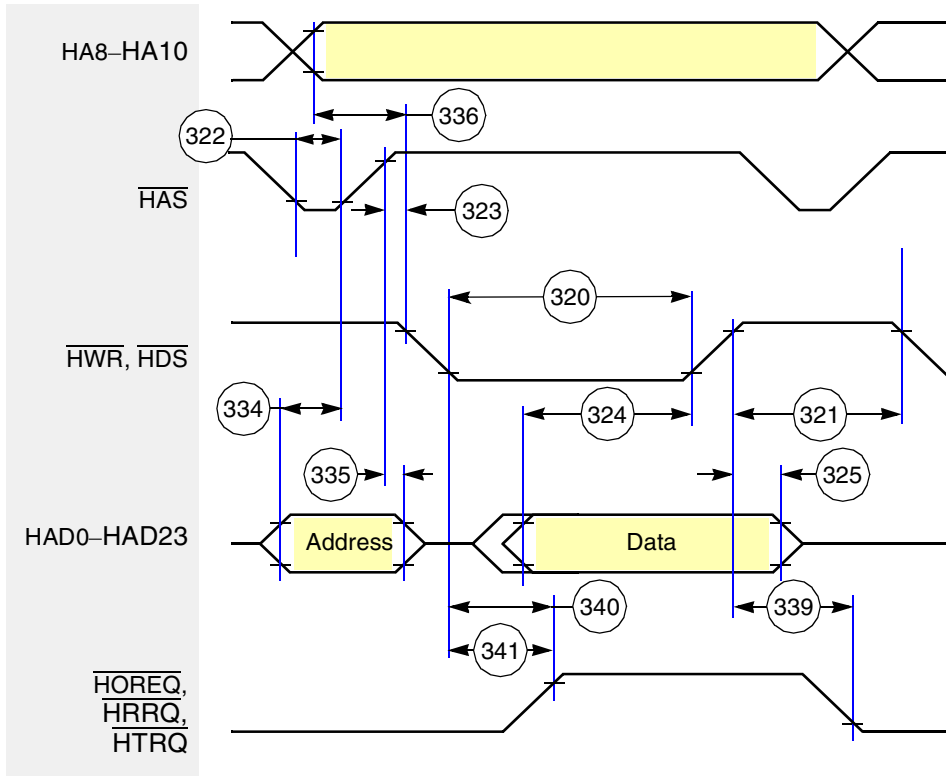 HA8–HA10
336
322
HAS
323
320
HWR, HDS
334
324
321
335
325
HAD0–HAD23
Address
Data
340
339
341
HOREQ,
HRRQ,
HTRQ